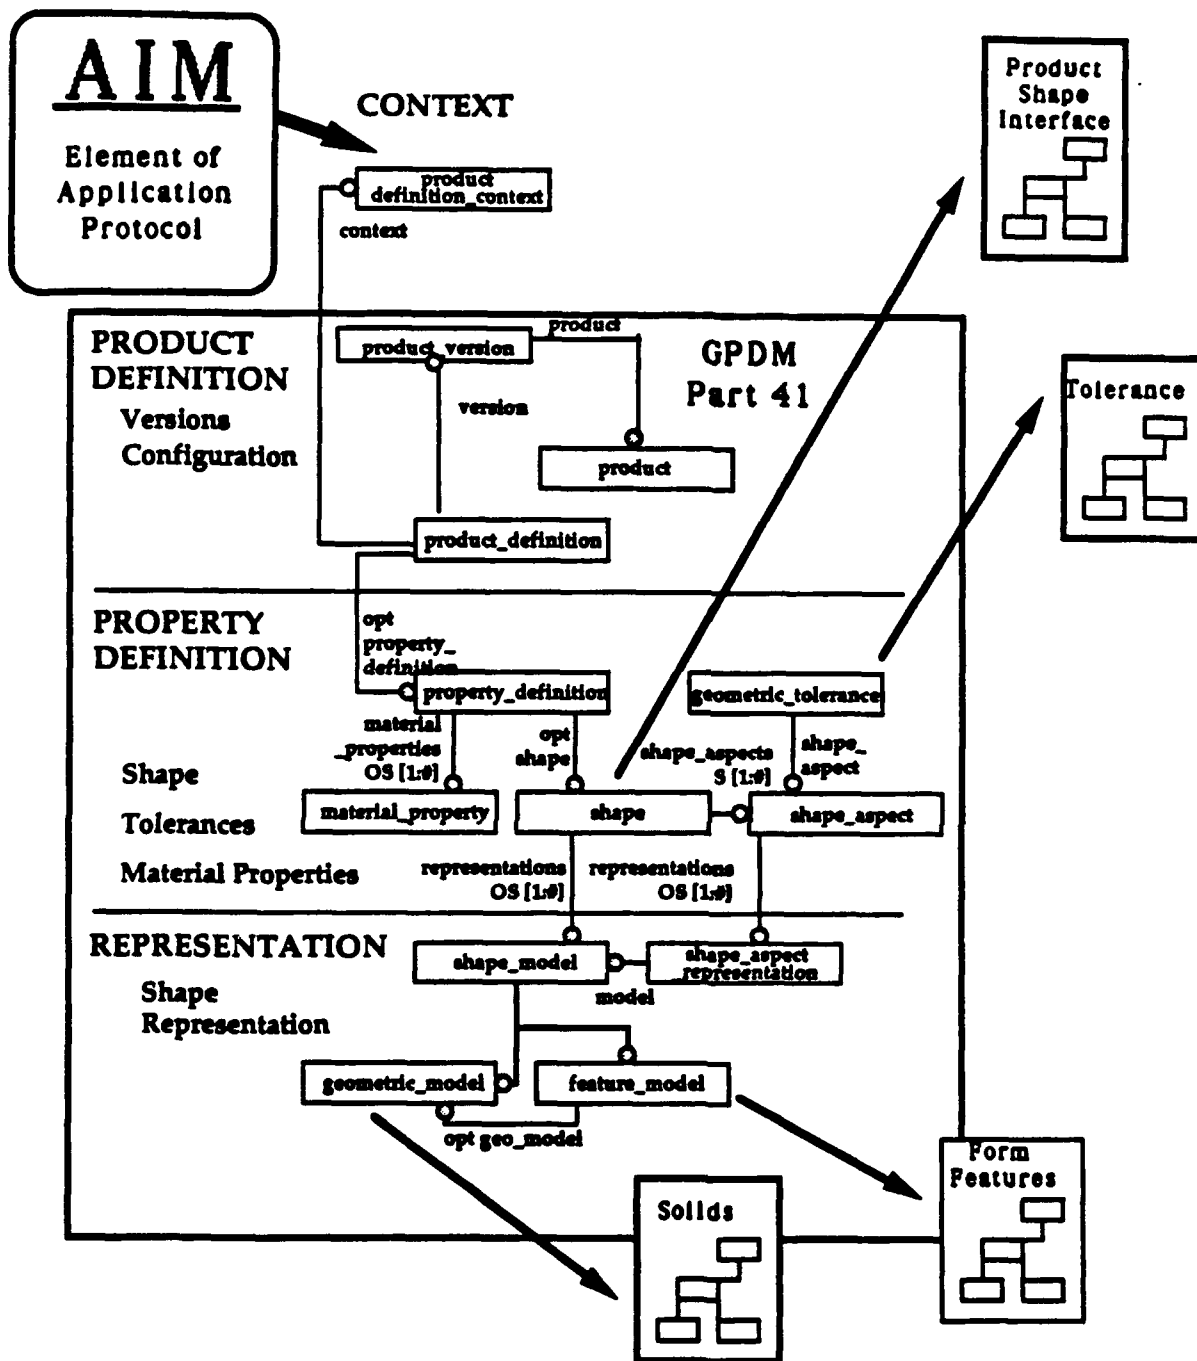 AIM
Element of
Application
Protocol
CONTEXT
product
definition_context
context
Product
Shape
Interface
PRODUCT
DEFINITION
Versions
Configuration
product_version
product
version
product
GPDM
Part 41
Tolerance
product_definition
PROPERTY
DEFINITION
opt
property_
definition
property_definition
geometric_tolerance
material
_properties
OS [1:#]
opt
shape
shape_aspects
S [1:#]
shape_
aspect
Shape
Tolerances
Material Properties
material_property
shape
shape_aspect
representations
OS [1:#]
representations
OS [1:#]
REPRESENTATION
Shape
Representation
shape_model
shape_aspect
_representation
model
geometric_model
feature_model
opt geo_model
Solids
Form
Features